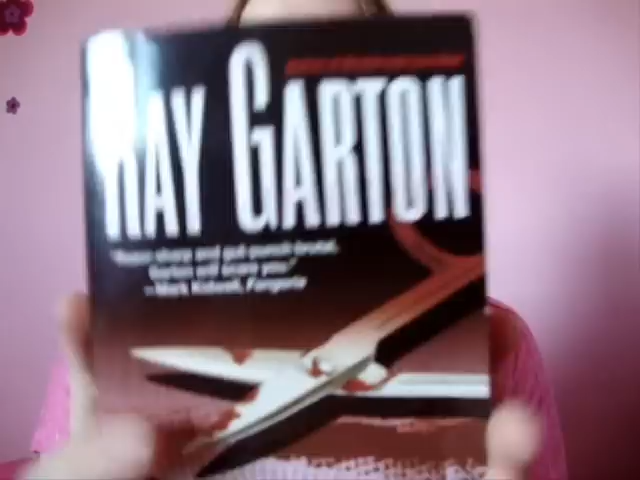 RAY GARTON
"Razor sharp and gut-punch brutal.
Garton will scare you."
—Mark Kidwell, Fangoria